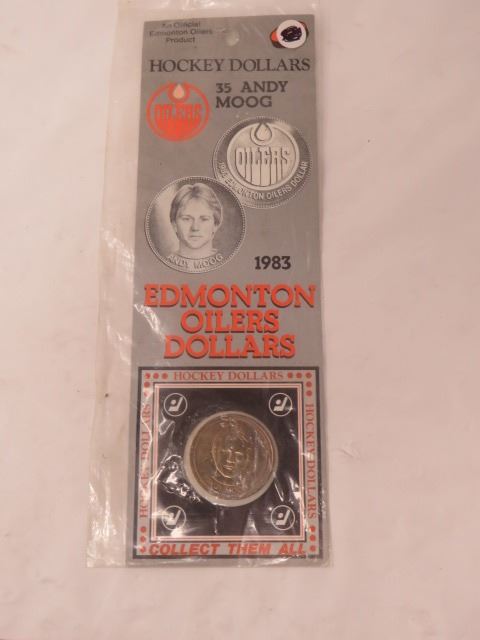 An Official
Edmonton Oilers
Product
HOCKEY DOLLARS
35 ANDY
MOOG
OILERS
OILERS
1983 EDMONTON OILERS DOLLAR
ANDY MOOG
1983
EDMONTON
OILERS
DOLLARS
HOCKEY DOLLARS
HOCKEY DOLLARS
HOCKEY DOLLARS
COLLECT THEM ALL